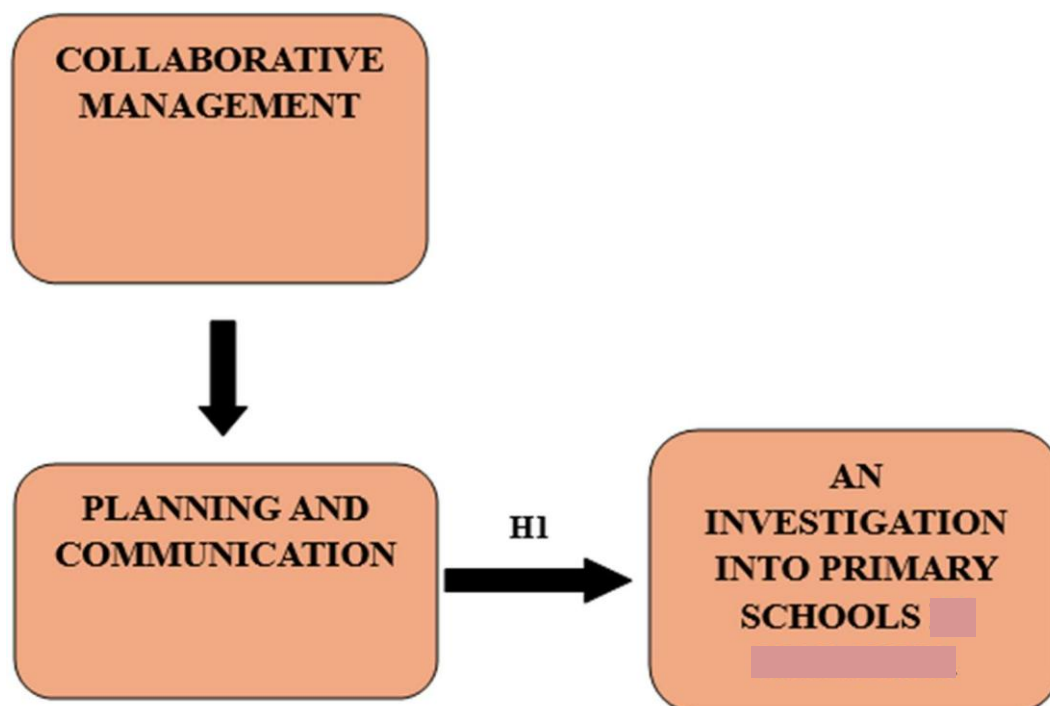 COLLABORATIVE
MANAGEMENT
PLANNING AND
COMMUNICATION
H1
AN
INVESTIGATION
INTO PRIMARY
SCHOOLS